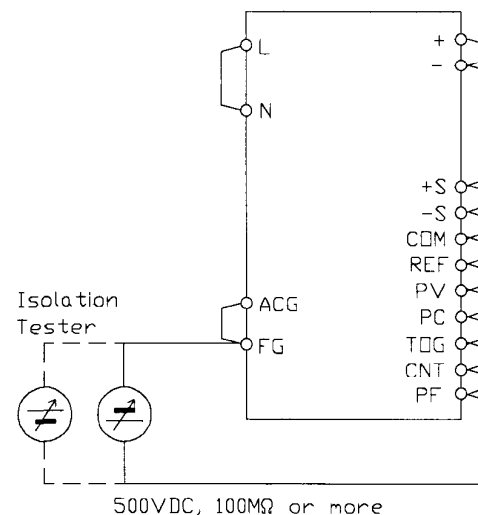 L
N
+
-
+S
-S
COM
REF
PV
PC
TOG
CNT
PF
ACG
FG
Isolation
Tester
500VDC, 100MΩ or more